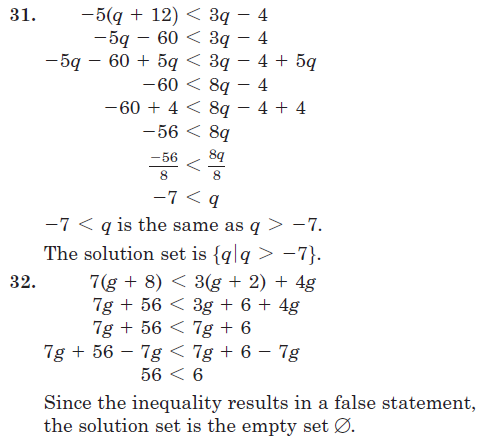 31. −5(q + 12) < 3q − 4
−5q − 60 < 3q − 4
−5q − 60 + 5q < 3q − 4 + 5q
−60 < 8q − 4
−60 + 4 < 8q − 4 + 4
−56 < 8q
−56/8 < 8q/8
−7 < q
−7 < q is the same as q > −7.
The solution set is {q|q > −7}.
32. 7(g + 8) < 3(g + 2) + 4g
7g + 56 < 3g + 6 + 4g
7g + 56 < 7g + 6
7g + 56 − 7g < 7g + 6 − 7g
56 < 6
Since the inequality results in a false statement,
the solution set is the empty set ∅.